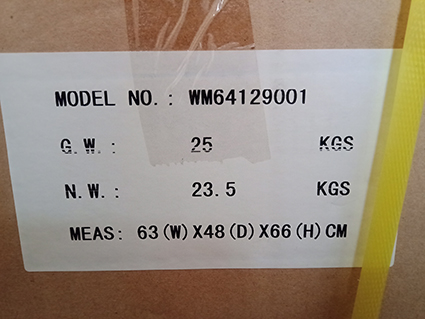 MODEL NO.: WM64129001
G.W.: 25 KGS
N.W.: 23.5 KGS
MEAS: 63(W)X48(D)X66(H)CM